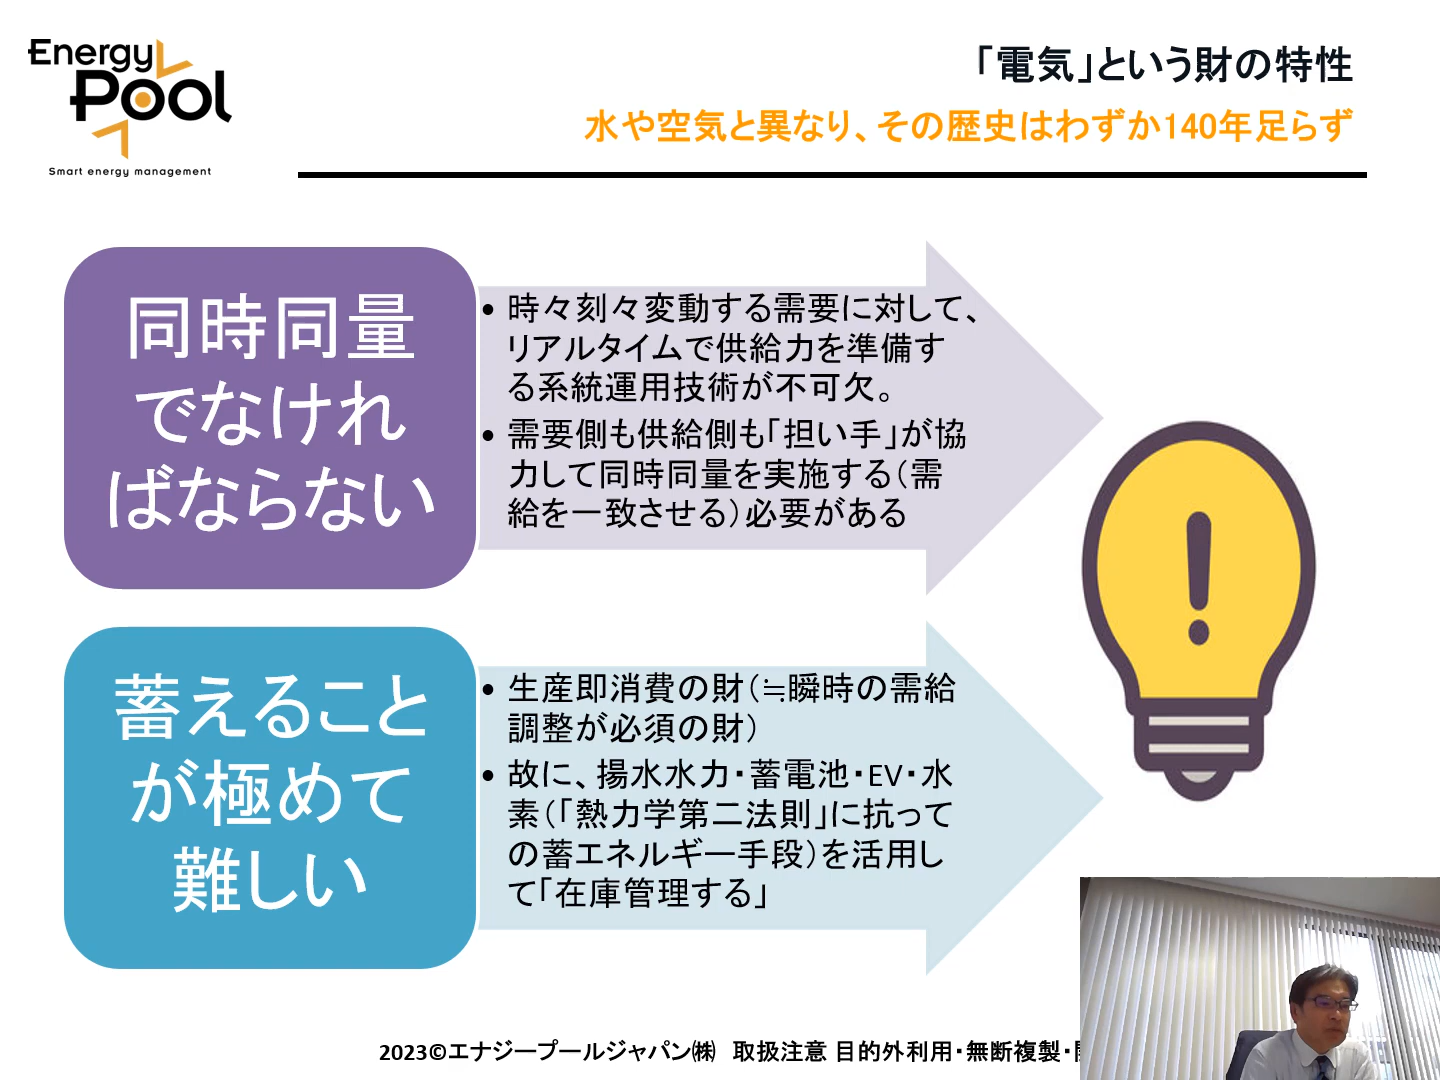 Energy
Pool
Smart energy management
「電気」という財の特性
水や空気と異なり、その歴史はわずか140年足らず
同時同量
でなけれ
ばならない
• 時々刻々変動する需要に対して、
リアルタイムで供給力を準備す
る系統運用技術が不可欠。
• 需要側も供給側も「担い手」が協
力して同時同量を実施する（需
給を一致させる）必要がある
蓄えること
が極めて
難しい
• 生産即消費の財（≒瞬時の需給
調整が必須の財）
• 故に、揚水水力・蓄電池・EV・水
素（「熱力学第二法則」に抗って
の蓄エネルギー手段）を活用し
て「在庫管理する」
2023©エナジープールジャパン㈱　取扱注意 目的外利用・無断複製・